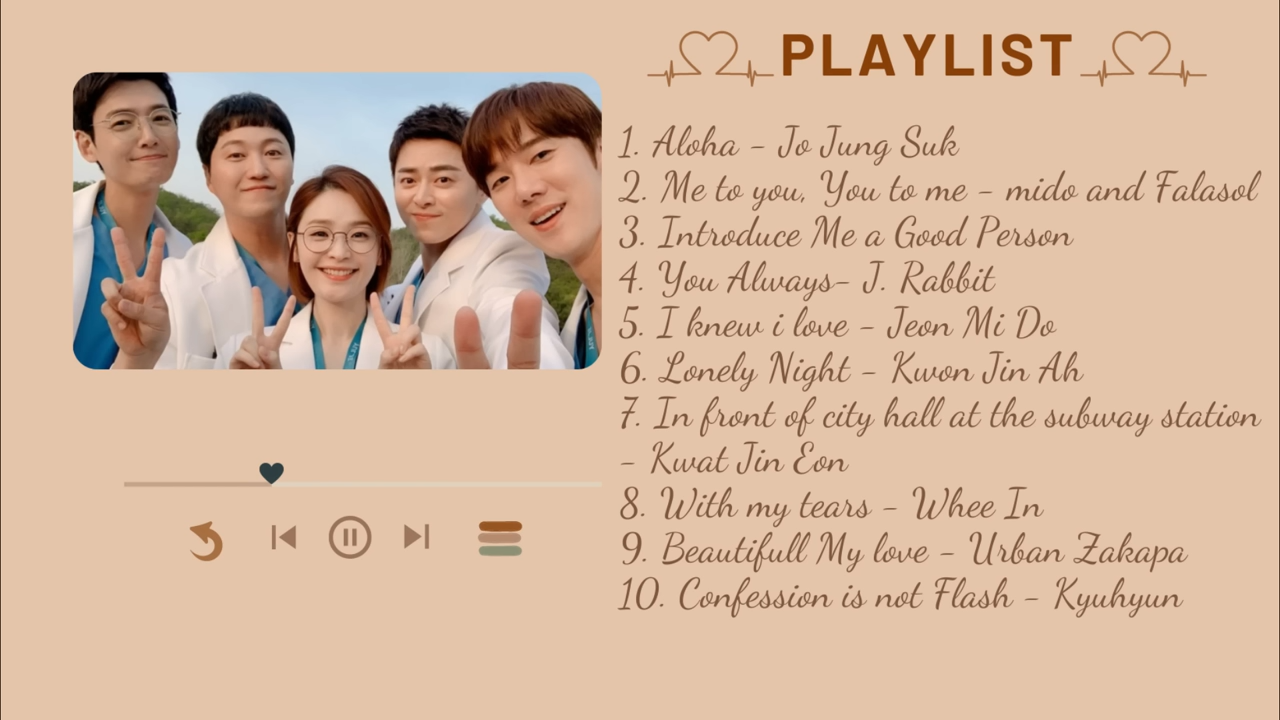 PLAYLIST
1. Aloha - Jo Jung Suk
2. Me to you, You to me - mido and Falasol
3. Introduce Me a Good Person
4. You Always- J. Rabbit
5. I knew i love - Jeon Mi Do
6. Lonely Night - Kwon Jin Ah
7. In front of city hall at the subway station
- Kwat Jin Eon
8. With my tears - Whee In
9. Beautifull My love - Urban Zakapa
10. Confession is not Flash - Kyuhyun